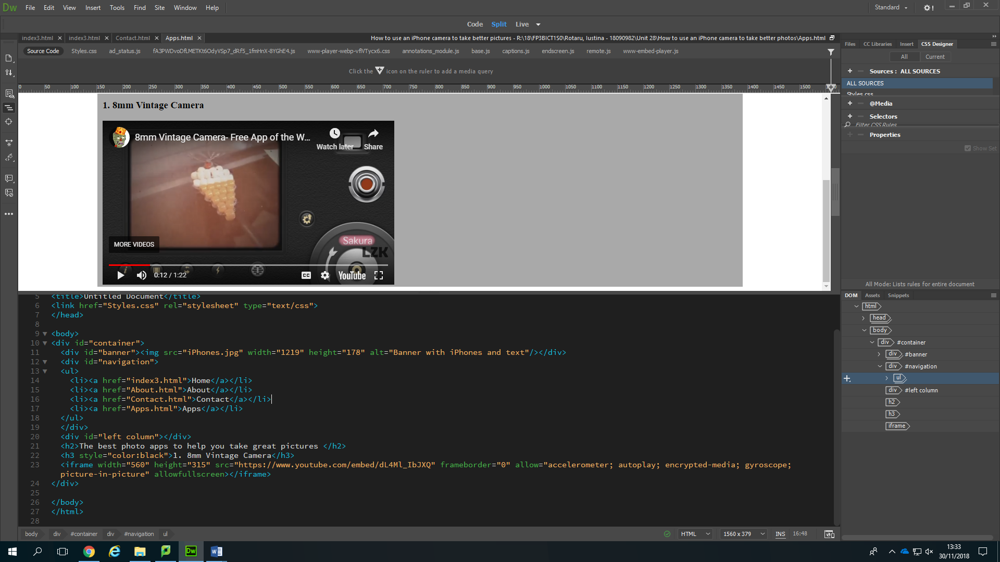 Dw File Edit View Insert Tools Find Site Window Help Standard
Code Split Live
index3.html index3.html Contact.html Apps.html How to use an iPhone camera to take better pictures - R:\18\FP3BICT1S0\Rotaru, Iustina - 18090982\Unit 28\How to use an iPhone camera to take better photos\Apps.html
Source Code Styles.css ad_status.js fA3PWDvoDfLMETKt6OdyVSp7_dRf5_1fmHnX-8YGhE4.js www-player-webp-vflVTycx6.css annotations_module.js base.js captions.js endscreen.js remote.js www-embed-player.js
Click the icon on the ruler to add a media query
0 50 100 150 200 250 300 350 400 450 500 550 600 650 700 750 800 850 900 950 1000 1050 1100 1150 1200 1250 1300 1350 1400 1450 1500
1. 8mm Vintage Camera
8mm Vintage Camera- Free App of the W...
Watch later Share
MORE VIDEOS
Sakura
LZK
0:12 / 1:22 CC YouTube
5 <title>Untitled Document</title>
6 <link href="Styles.css" rel="stylesheet" type="text/css">
7 </head>
8
9 <body>
10 <div id="container">
11 <div id="banner"><img src="iPhones.jpg" width="1219" height="178" alt="Banner with iPhones and text"/></div>
12 <div id="navigation">
13 <ul>
14 <li><a href="index3.html">Home</a></li>
15 <li><a href="About.html">About</a></li>
16 <li><a href="Contact.html">Contact</a></li>
17 <li><a href="Apps.html">Apps</a></li>
18 </ul>
19 </div>
20 <div id="left column"></div>
21 <h2>The best photo apps to help you take great pictures </h2>
22 <h3 style="color:black">1. 8mm Vintage Camera</h3>
23 <iframe width="560" height="315" src="https://www.youtube.com/embed/dL4Ml_IbJXQ" frameborder="0" allow="accelerometer; autoplay; encrypted-media; gyroscope;
picture-in-picture" allowfullscreen></iframe>
24 </div>
25
26 </body>
27 </html>
28
body div #container div #navigation ul HTML 1560 x 379 INS 16:48
Files CC Libraries Insert CSS Designer
All Current
Sources : ALL SOURCES
ALL SOURCES
Styles.css
@Media
Selectors
Filter CSS Rules
Properties
Show Set
All Mode: Lists rules for entire document
DOM Assets Snippets
html
head
body
div #container
div #banner
div #navigation
ul
div #left column
h2
h3
iframe
Dw
13:33
30/11/2018